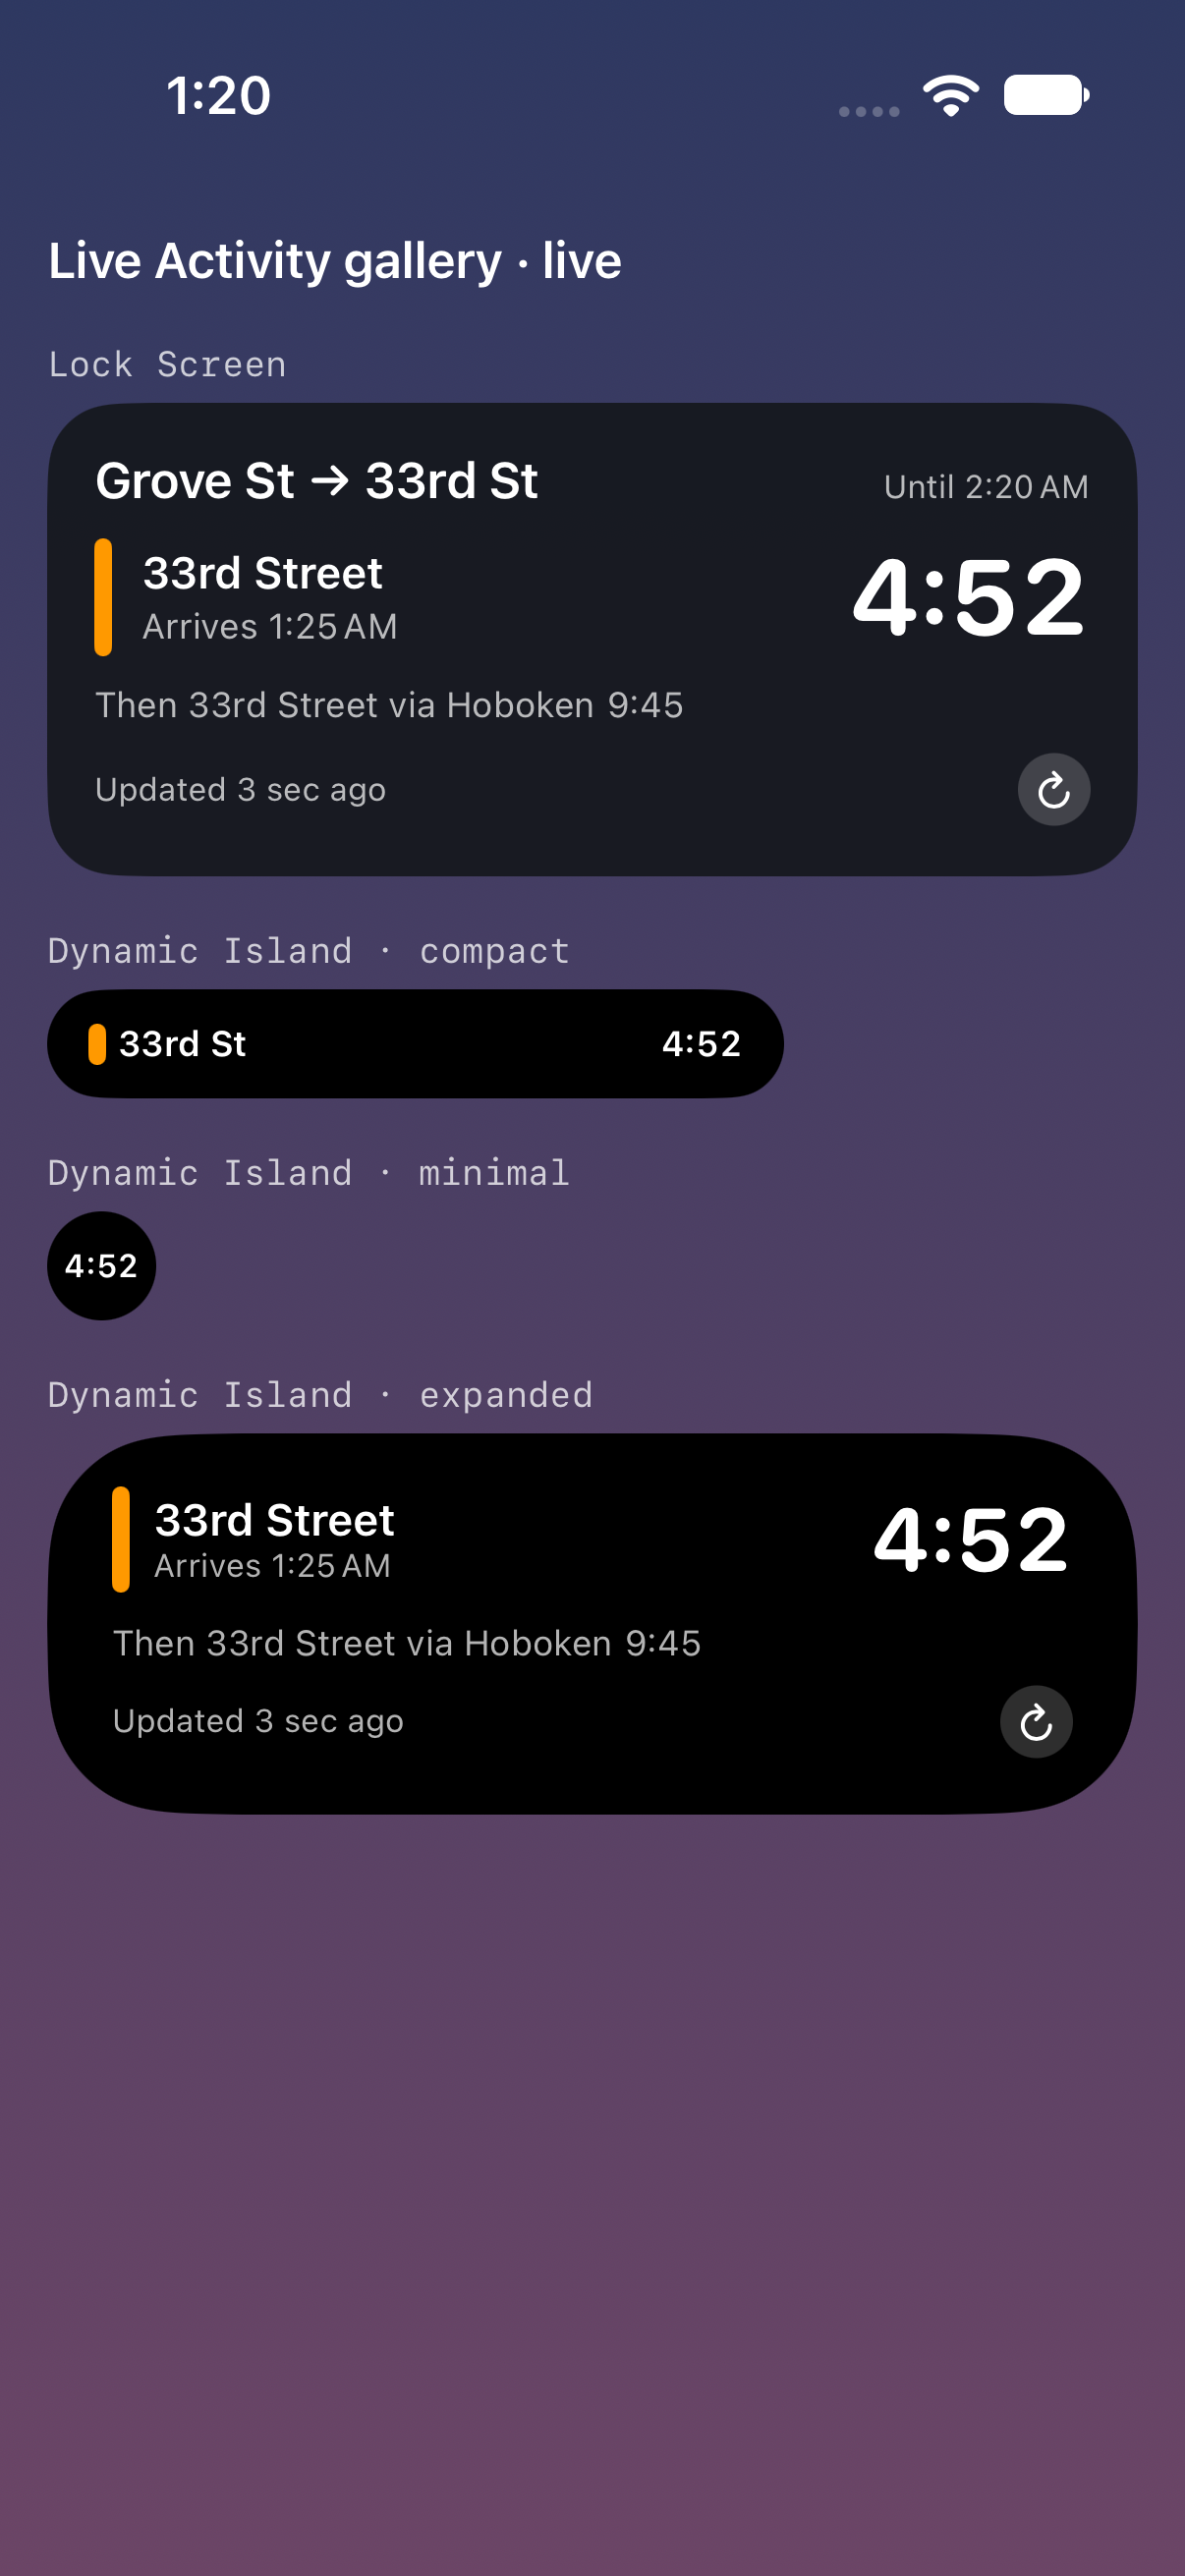 1:20
Live Activity gallery · live
Lock Screen
Grove St → 33rd St
Until 2:20 AM
33rd Street
Arrives 1:25 AM
4:52
Then 33rd Street via Hoboken 9:45
Updated 3 sec ago
Dynamic Island · compact
33rd St
4:52
Dynamic Island · minimal
4:52
Dynamic Island · expanded
33rd Street
Arrives 1:25 AM
4:52
Then 33rd Street via Hoboken 9:45
Updated 3 sec ago